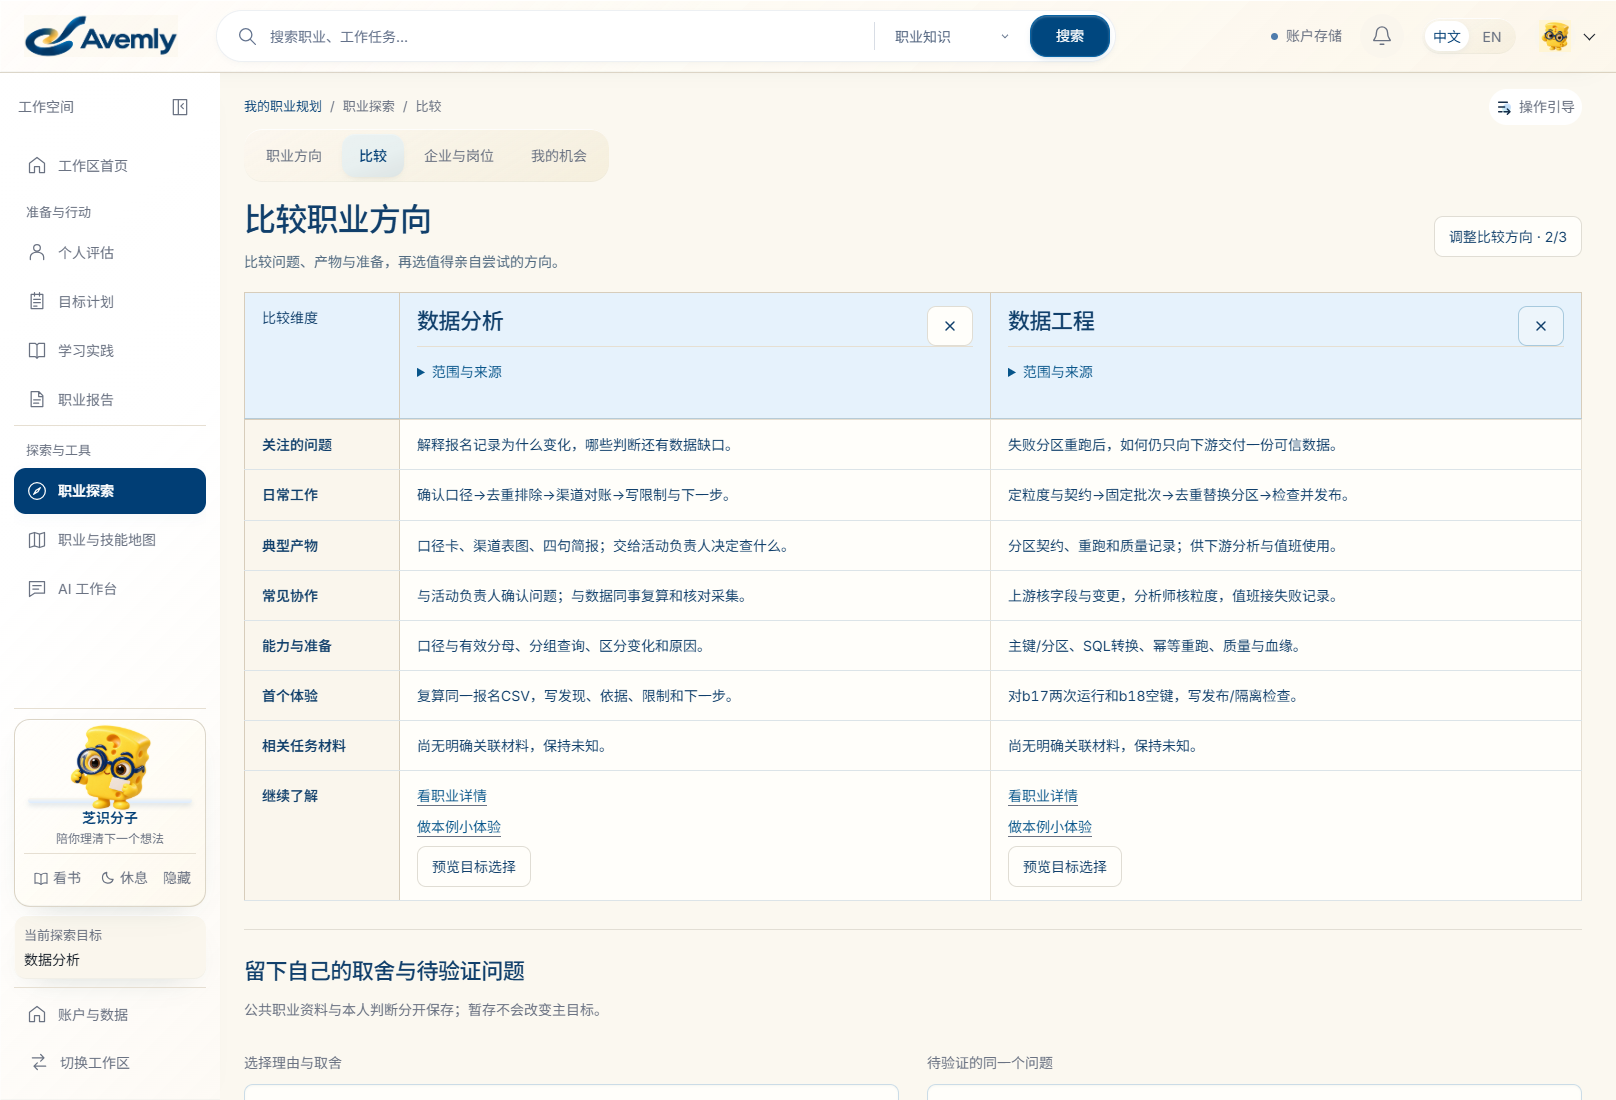 Avemly
搜索职业、工作任务...
职业知识
搜索
账户存储
中文
EN
工作空间
工作区首页
准备与行动
个人评估
目标计划
学习实践
职业报告
探索与工具
职业探索
职业与技能地图
AI 工作台
芝识分子
陪你理清下一个想法
看书
休息
隐藏
当前探索目标
数据分析
账户与数据
切换工作区
我的职业规划 / 职业探索 / 比较
操作引导
职业方向
比较
企业与岗位
我的机会
比较职业方向
比较问题、产物与准备，再选值得亲自尝试的方向。
调整比较方向 · 2/3
比较维度
数据分析
×
数据工程
×
▶ 范围与来源
▶ 范围与来源
关注的问题
解释报名记录为什么变化，哪些判断还有数据缺口。
失败分区重跑后，如何仍只向下游交付一份可信数据。
日常工作
确认口径→去重排除→渠道对账→写限制与下一步。
定粒度与契约→固定批次→去重替换分区→检查并发布。
典型产物
口径卡、渠道表图、四句简报；交给活动负责人决定查什么。
分区契约、重跑和质量记录；供下游分析与值班使用。
常见协作
与活动负责人确认问题；与数据同事复算和核对采集。
上游核字段与变更，分析师核粒度，值班接失败记录。
能力与准备
口径与有效分母、分组查询、区分变化和原因。
主键/分区、SQL转换、幂等重跑、质量与血缘。
首个体验
复算同一报名CSV，写发现、依据、限制和下一步。
对b17两次运行和b18空键，写发布/隔离检查。
相关任务材料
尚无明确关联材料，保持未知。
尚无明确关联材料，保持未知。
继续了解
看职业详情
做本例小体验
预览目标选择
看职业详情
做本例小体验
预览目标选择
留下自己的取舍与待验证问题
公共职业资料与本人判断分开保存；暂存不会改变主目标。
选择理由与取舍
待验证的同一个问题